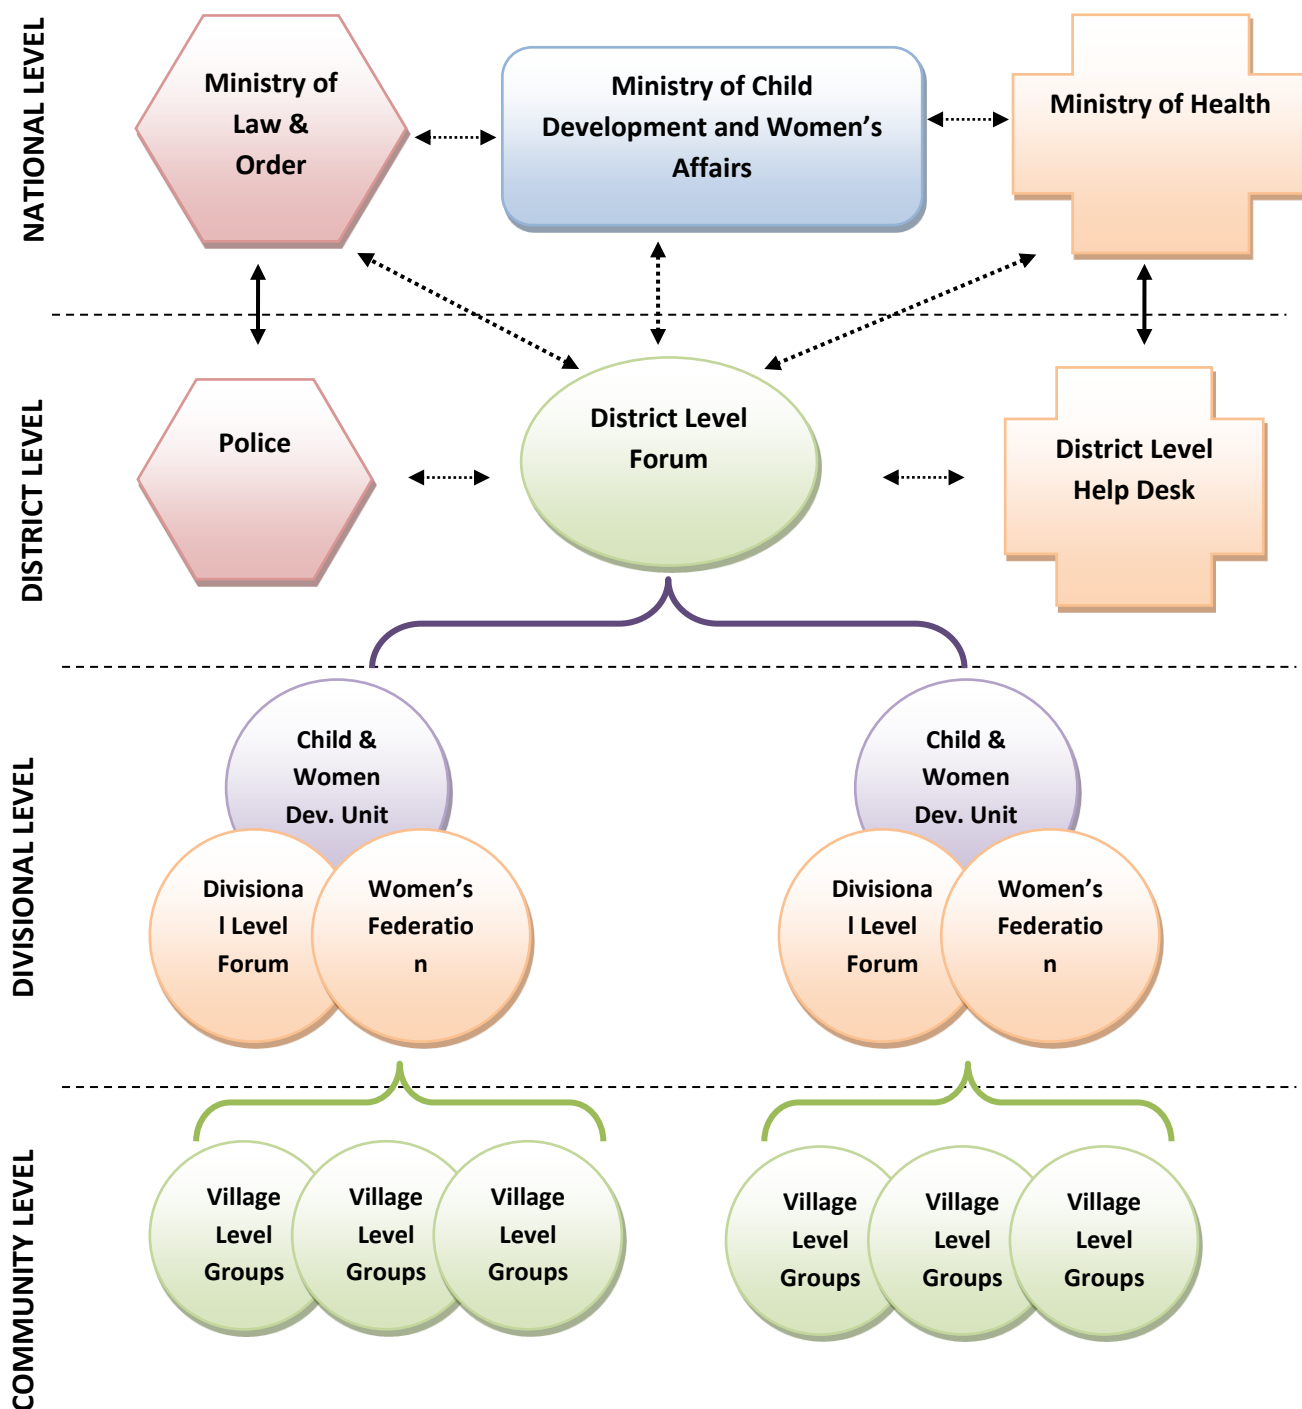 NATIONAL LEVEL
Ministry of
Law &
Order
Ministry of Child
Development and Women's
Affairs
Ministry of Health
DISTRICT LEVEL
Police
District Level
Forum
District Level
Help Desk
DIVISIONAL LEVEL
Child &
Women
Dev. Unit
Divisiona
l Level
Forum
Women's
Federatio
n
Child &
Women
Dev. Unit
Divisiona
l Level
Forum
Women's
Federatio
n
COMMUNITY LEVEL
Village
Level
Groups
Village
Level
Groups
Village
Level
Groups
Village
Level
Groups
Village
Level
Groups
Village
Level
Groups